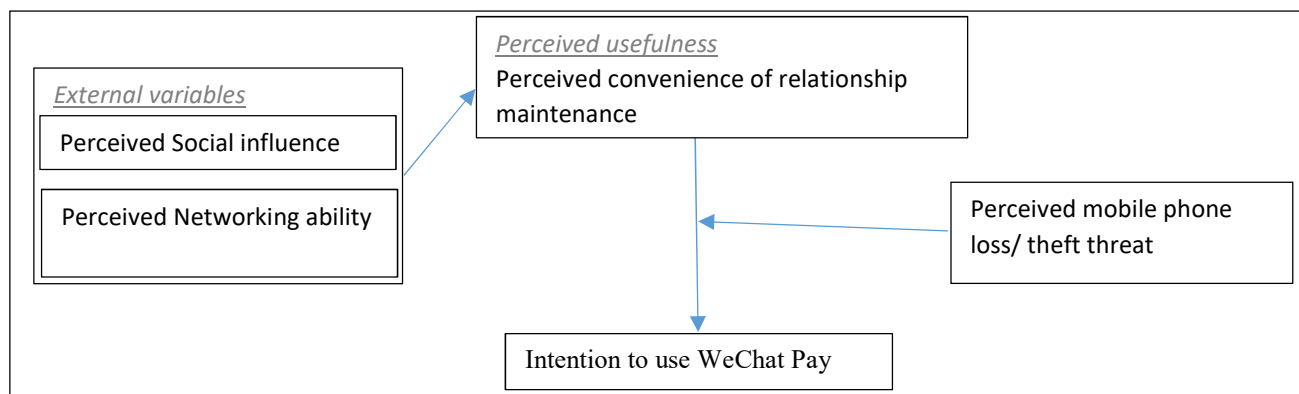 External variables
Perceived Social influence
Perceived Networking ability
Perceived usefulness
Perceived convenience of relationship
maintenance
Perceived mobile phone
loss/ theft threat
Intention to use WeChat Pay